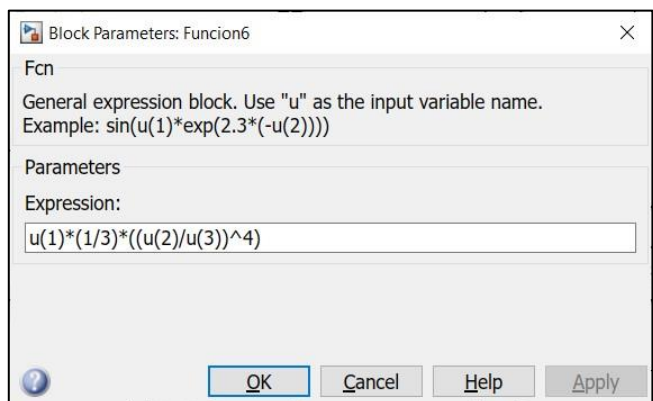 Block Parameters: Funcion6
Fcn
General expression block. Use "u" as the input variable name.
Example: sin(u(1)*exp(2.3*(-u(2))))
Parameters
Expression:
u(1)*(1/3)*((u(2)/u(3))^4)
OK Cancel Help Apply